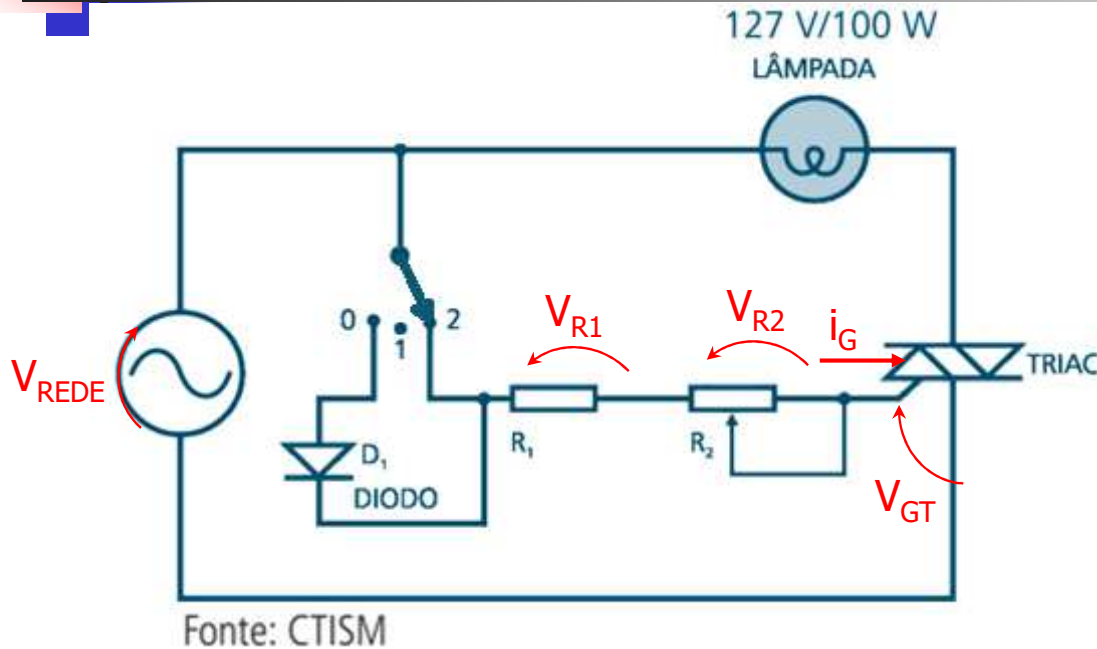 127 V/100 W
LÂMPADA
V_REDE
0
1
2
V_R1
V_R2
i_G
TRIAC
D₁
DIODO
R₁
R₂
V_GT
Fonte: CTISM